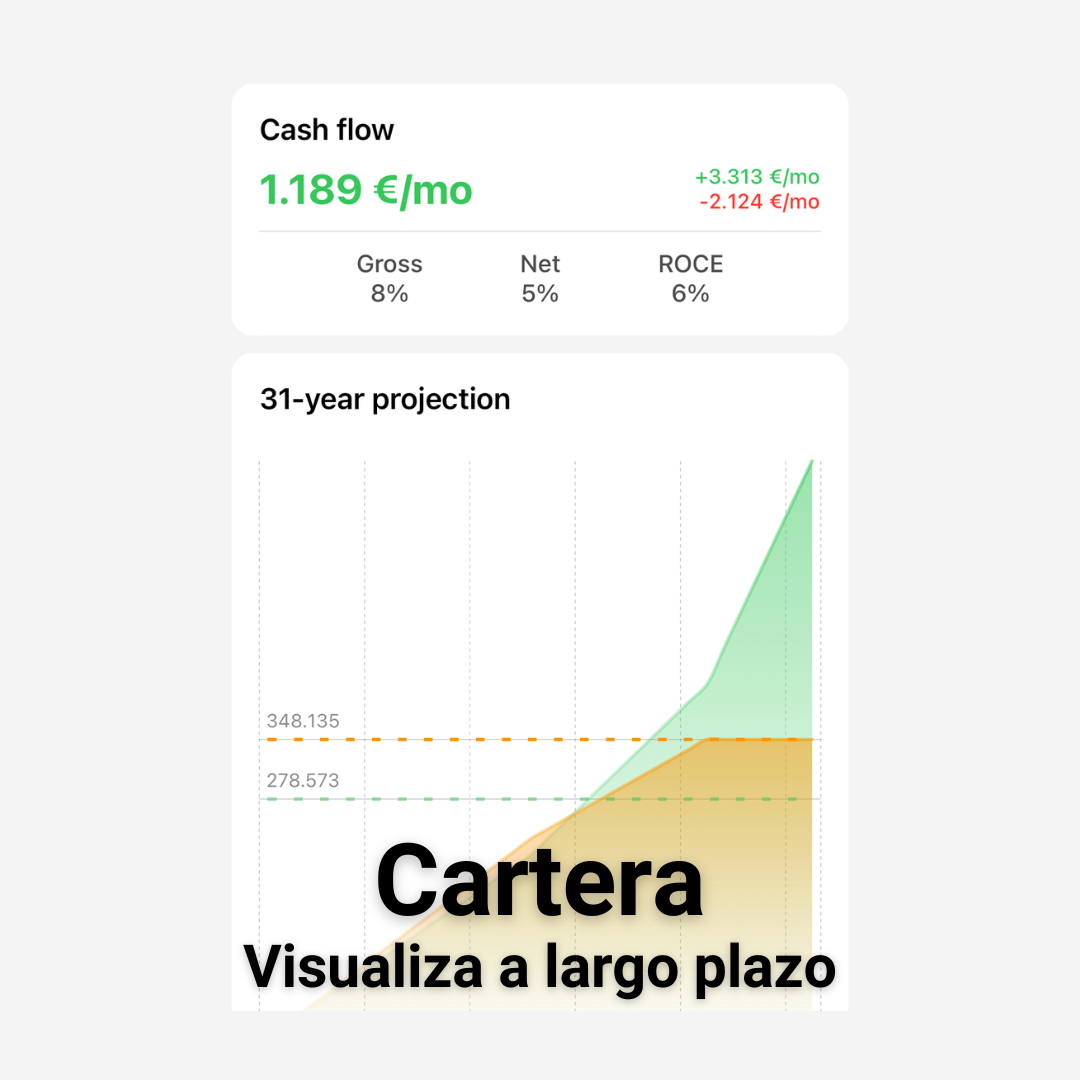 Cash flow
1.189 €/mo
+3.313 €/mo
-2.124 €/mo
Gross Net ROCE
8% 5% 6%
31-year projection
348.135
278.573
Cartera
Visualiza a largo plazo